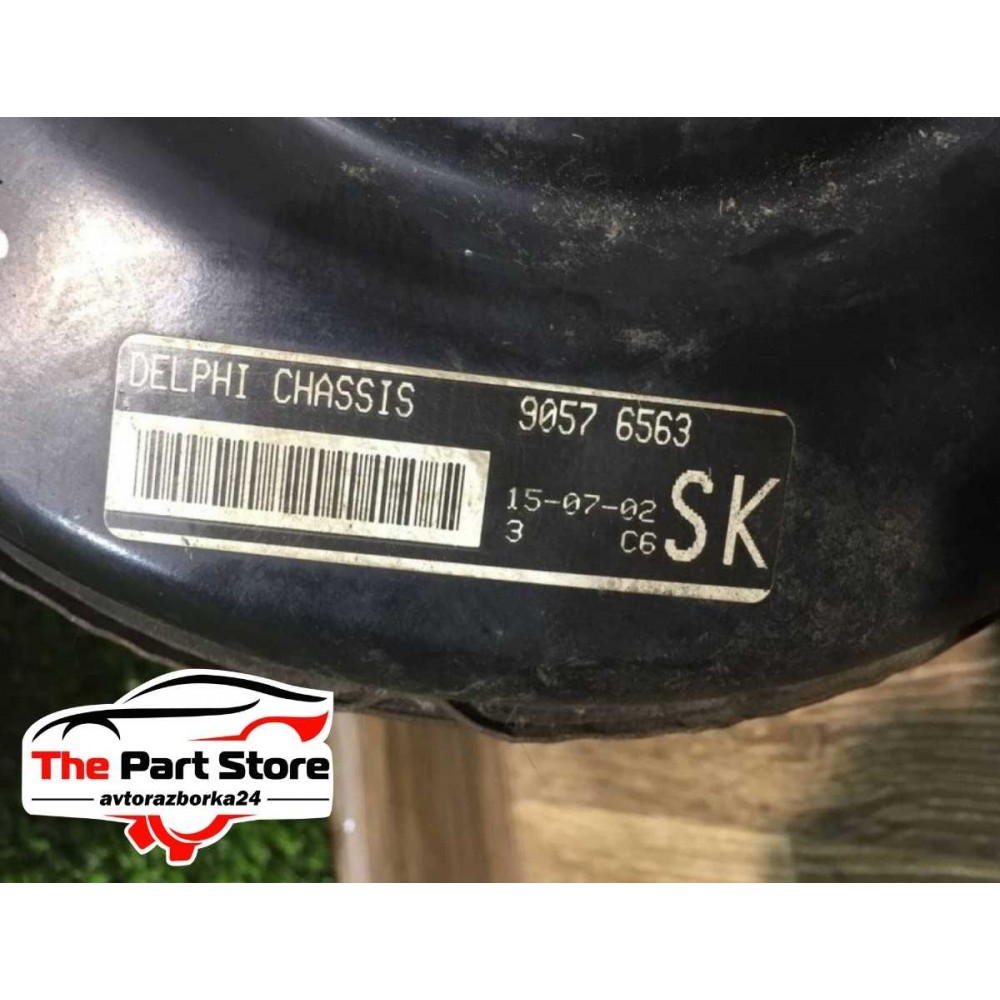 DELPHI CHASSIS 9057 6563
15-07-02
3 C6 SK
The Part Store
avtorazborka24